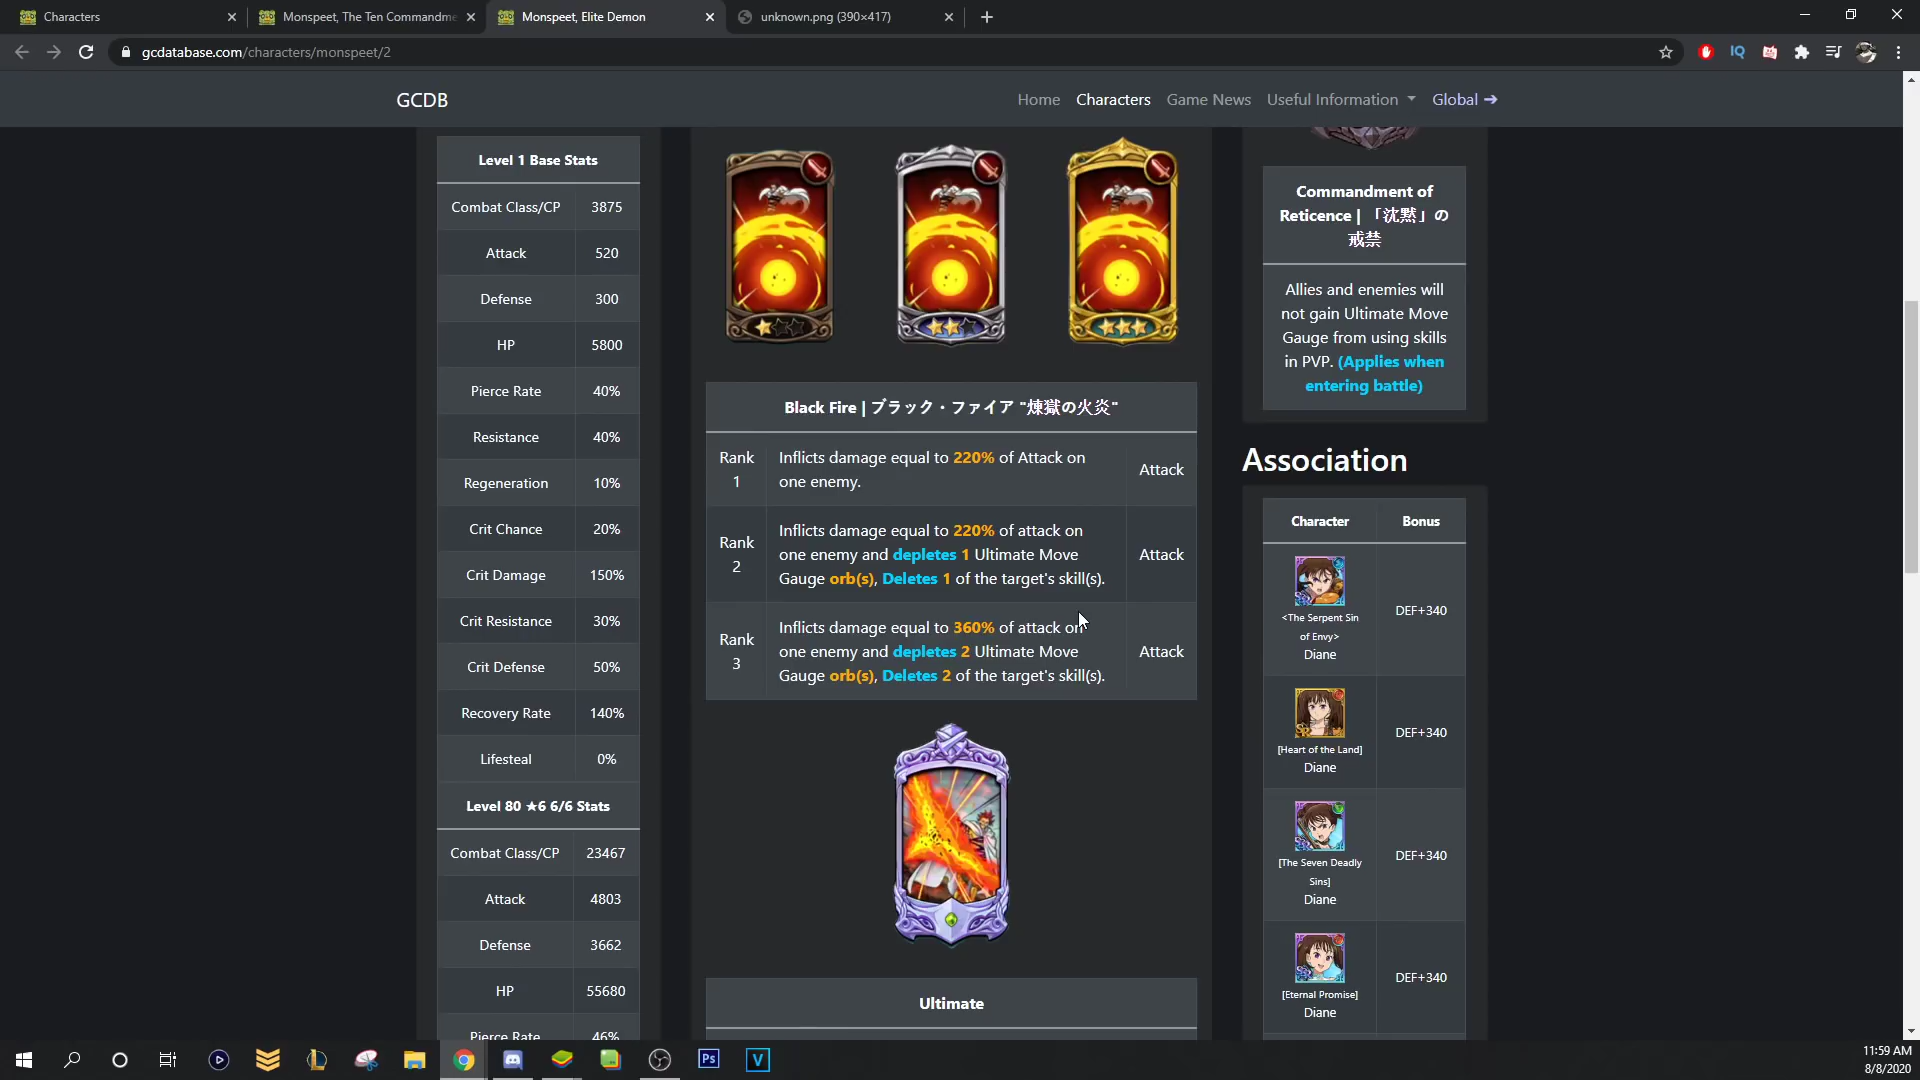 Characters
Monspeet, The Ten Commandme
Monspeet, Elite Demon
unknown.png (390×417)
gcdatabase.com/characters/monspeet/2
GCDB
Home
Characters
Game News
Useful Information
Global
Level 1 Base Stats
Combat Class/CP 3875
Attack 520
Defense 300
HP 5800
Pierce Rate 40%
Resistance 40%
Regeneration 10%
Crit Chance 20%
Crit Damage 150%
Crit Resistance 30%
Crit Defense 50%
Recovery Rate 140%
Lifesteal 0%
Level 80 ★6 6/6 Stats
Combat Class/CP 23467
Attack 4803
Defense 3662
HP 55680
Pierce Rate 46%
Black Fire | ブラック・ファイア "煉獄の火炎"
Rank
1
Inflicts damage equal to 220% of Attack on
one enemy.
Attack
Rank
2
Inflicts damage equal to 220% of attack on
one enemy and depletes 1 Ultimate Move
Gauge orb(s), Deletes 1 of the target's skill(s).
Attack
Rank
3
Inflicts damage equal to 360% of attack on
one enemy and depletes 2 Ultimate Move
Gauge orb(s), Deletes 2 of the target's skill(s).
Attack
Ultimate
Commandment of
Reticence | 「沈黙」の
戒禁
Allies and enemies will
not gain Ultimate Move
Gauge from using skills
in PVP. (Applies when
entering battle)
Association
Character Bonus
<The Serpent Sin
of Envy>
Diane
DEF+340
[Heart of the Land]
Diane
DEF+340
[The Seven Deadly
Sins]
Diane
DEF+340
[Eternal Promise]
Diane
DEF+340
IQ
Ps
V
11:59 AM
8/8/2020